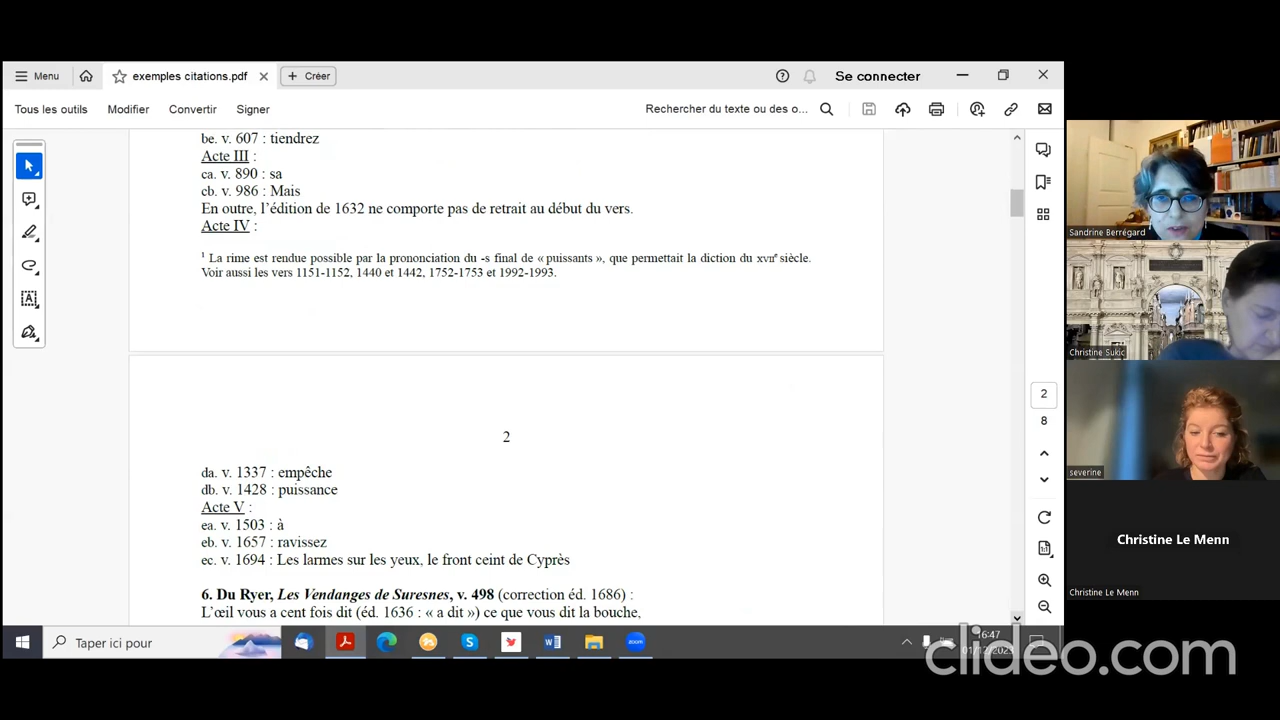 Menu
exemples citations.pdf
Créer
Se connecter
Tous les outils
Modifier
Convertir
Signer
Rechercher du texte ou des o...
be. v. 607 : tiendrez
Acte III :
ca. v. 890 : sa
cb. v. 986 : Mais
En outre, l’édition de 1632 ne comporte pas de retrait au début du vers.
Acte IV :
¹ La rime est rendue possible par la prononciation du -s final de « puissants », que permettait la diction du XVIIᵉ siècle.
Voir aussi les vers 1151-1152, 1440 et 1442, 1752-1753 et 1992-1993.
2
da. v. 1337 : empêche
db. v. 1428 : puissance
Acte V :
ea. v. 1503 : à
eb. v. 1657 : ravissez
ec. v. 1694 : Les larmes sur les yeux, le front ceint de Cyprès
6. Du Ryer, Les Vendanges de Suresnes, v. 498 (correction éd. 1686) :
L’œil vous a cent fois dit (éd. 1636 : « a dit ») ce que vous dit la bouche,
2
8
Sandrine Berrégard
Christine Sukic
severine
Christine Le Menn
Christine Le Menn
Taper ici pour
zoom
16:47
01/12/2023
clideo.com